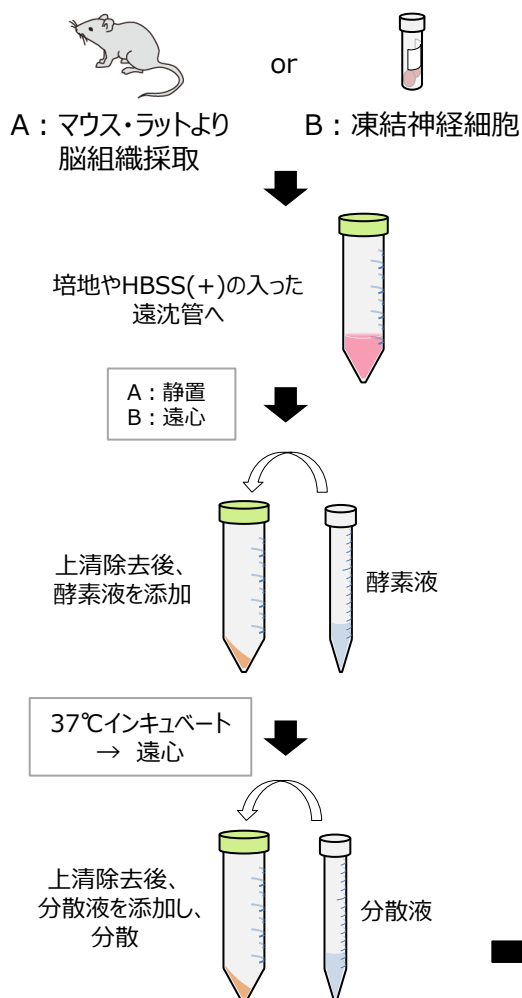 or
A：マウス・ラットより
脳組織採取
B：凍結神経細胞
培地やHBSS(+)の入った
遠沈管へ
A：静置
B：遠心
上清除去後、
酵素液を添加
酵素液
37℃インキュベート
→ 遠心
上清除去後、
分散液を添加し、
分散
分散液